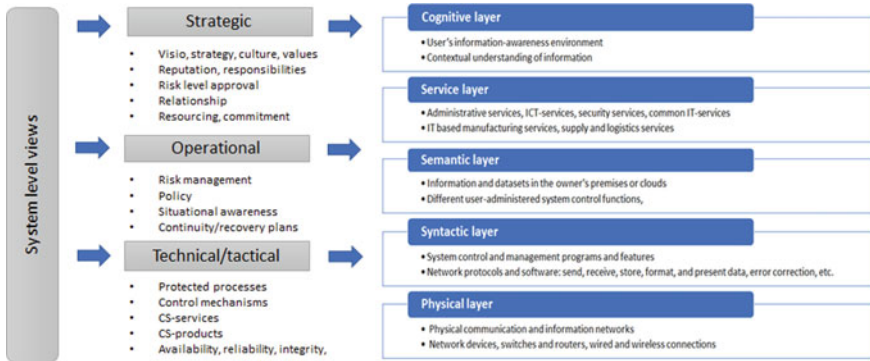 System level views
Strategic
• Visio, strategy, culture, values
• Reputation, responsibilities
• Risk level approval
• Relationship
• Resourcing, commitment
Operational
• Risk management
• Policy
• Situational awareness
• Continuity/recovery plans
Technical/tactical
• Protected processes
• Control mechanisms
• CS-services
• CS-products
• Availability, reliability, integrity,
Cognitive layer
• User's information-awareness environment
• Contextual understanding of information
Service layer
• Administrative services, ICT-services, security services, common IT-services
• IT based manufacturing services, supply and logistics services
Semantic layer
• Information and datasets in the owner's premises or clouds
• Different user-administered system control functions,
Syntactic layer
• System control and management programs and features
• Network protocols and software: send, receive, store, format, and present data, error correction, etc.
Physical layer
• Physical communication and information networks
• Network devices, switches and routers, wired and wireless connections